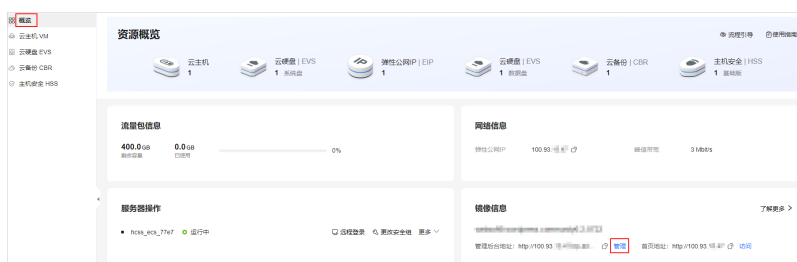 概览
云主机 VM
云硬盘 EVS
云备份 CBR
主机安全 HSS
资源概览
流程引导 使用指南
云主机 云硬盘 | EVS 弹性公网IP | EIP 云硬盘 | EVS 云备份 | CBR 主机安全 | HSS
1 1 系统盘 1 1 数据盘 1 1 基础版
流量包信息
400.0 GB 0.0 GB 0%
剩余容量 已使用
网络信息
弹性公网IP 100.93. 峰值带宽 3 Mbit/s
服务器操作
hcss_ecs_77e7 运行中 远程登录 更改安全组 更多
镜像信息 了解更多 >
管理后台地址: http://100.93. 管理 首页地址: http://100.93. 访问